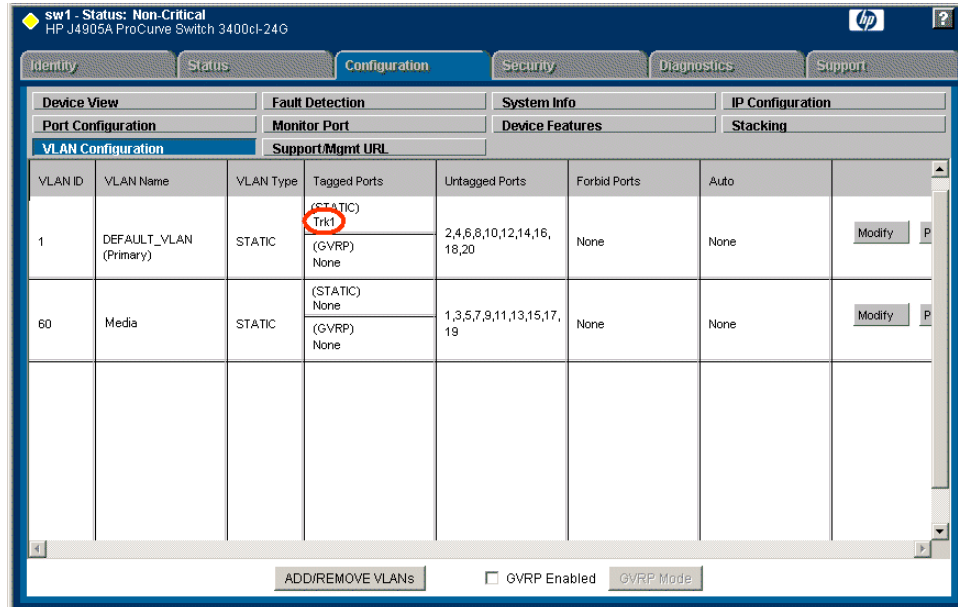 sw1 - Status: Non-Critical
HP J4905A ProCurve Switch 3400cl-24G
hp
?
Identity
Status
Configuration
Security
Diagnostics
Support
Device View
Fault Detection
System Info
IP Configuration
Port Configuration
Monitor Port
Device Features
Stacking
VLAN Configuration
Support/Mgmt URL
VLAN ID
VLAN Name
VLAN Type
Tagged Ports
Untagged Ports
Forbid Ports
Auto
1
DEFAULT_VLAN
(Primary)
STATIC
(STATIC)
Trk1
(GVRP)
None
2,4,6,8,10,12,14,16,
18,20
None
None
Modify
P
60
Media
STATIC
(STATIC)
None
(GVRP)
None
1,3,5,7,9,11,13,15,17,
19
None
None
Modify
P
ADD/REMOVE VLANs
GVRP Enabled
GVRP Mode